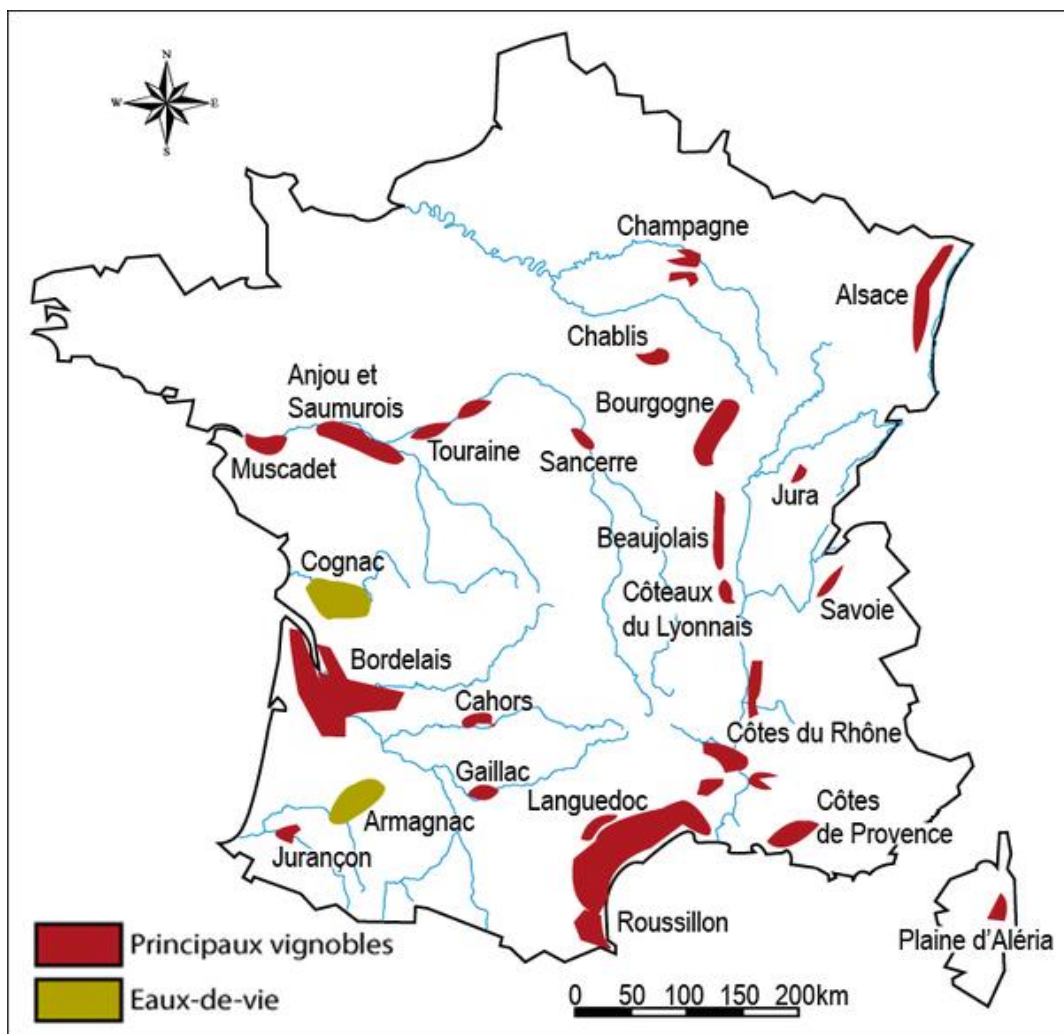 N
W E
S
Champagne
Alsace
Chablis
Anjou et
Saumurois
Bourgogne
Touraine
Sancerre
Muscadet
Jura
Beaujolais
Cognac
Côteaux
du Lyonnais
Savoie
Bordelais
Cahors
Côtes du Rhône
Gaillac
Languedoc
Côtes
de Provence
Armagnac
Jurançon
Roussillon
Plaine d'Aléria
Principaux vignobles
Eaux-de-vie
0 50 100 150 200km